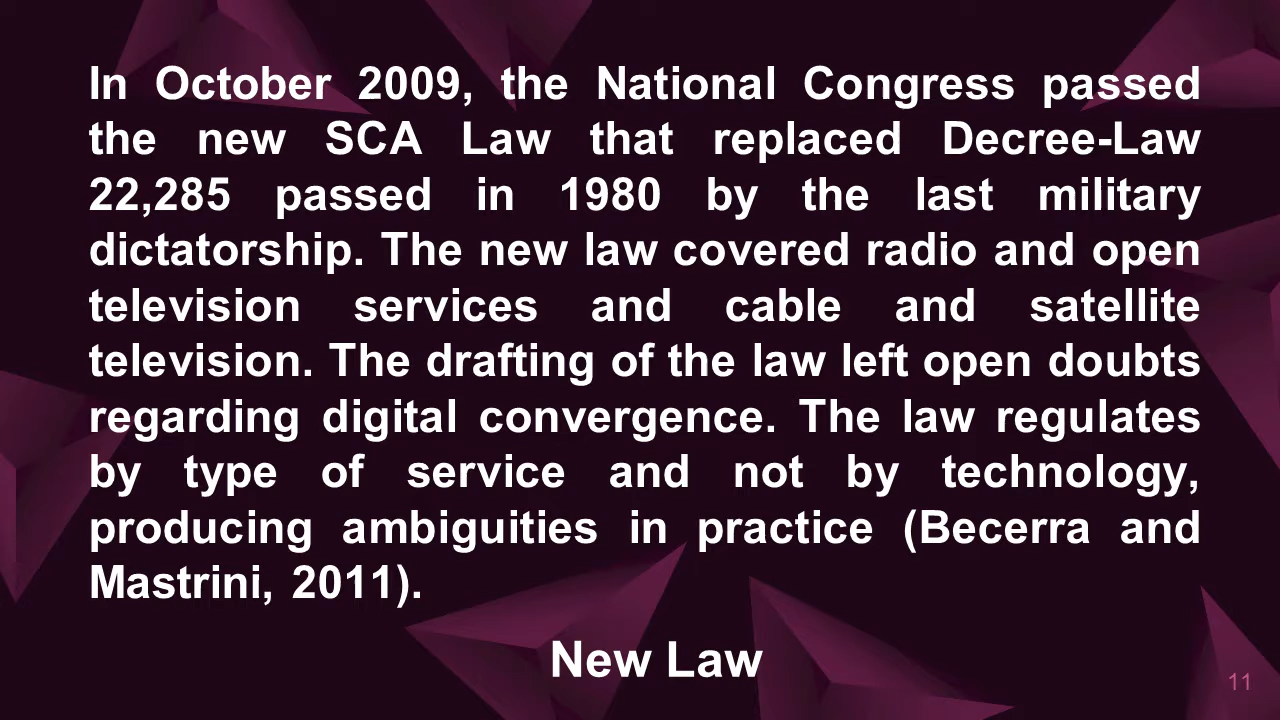 In October 2009, the National Congress passed
the new SCA Law that replaced Decree-Law
22,285 passed in 1980 by the last military
dictatorship. The new law covered radio and open
television services and cable and satellite
television. The drafting of the law left open doubts
regarding digital convergence. The law regulates
by type of service and not by technology,
producing ambiguities in practice (Becerra and
Mastrini, 2011).
New Law
11